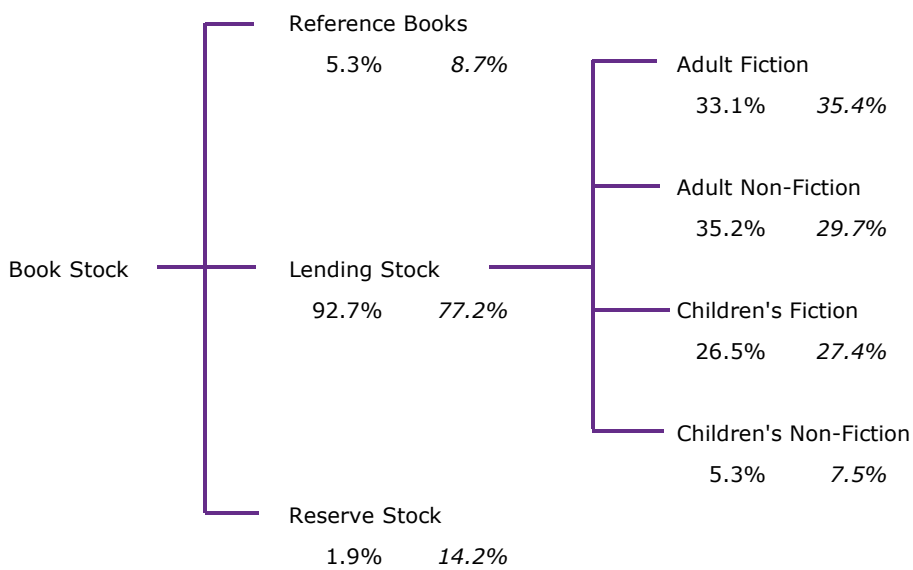 Reference Books
5.3% 8.7%
Adult Fiction
33.1% 35.4%
Adult Non-Fiction
35.2% 29.7%
Book Stock
Lending Stock
92.7% 77.2%
Children's Fiction
26.5% 27.4%
Children's Non-Fiction
5.3% 7.5%
Reserve Stock
1.9% 14.2%